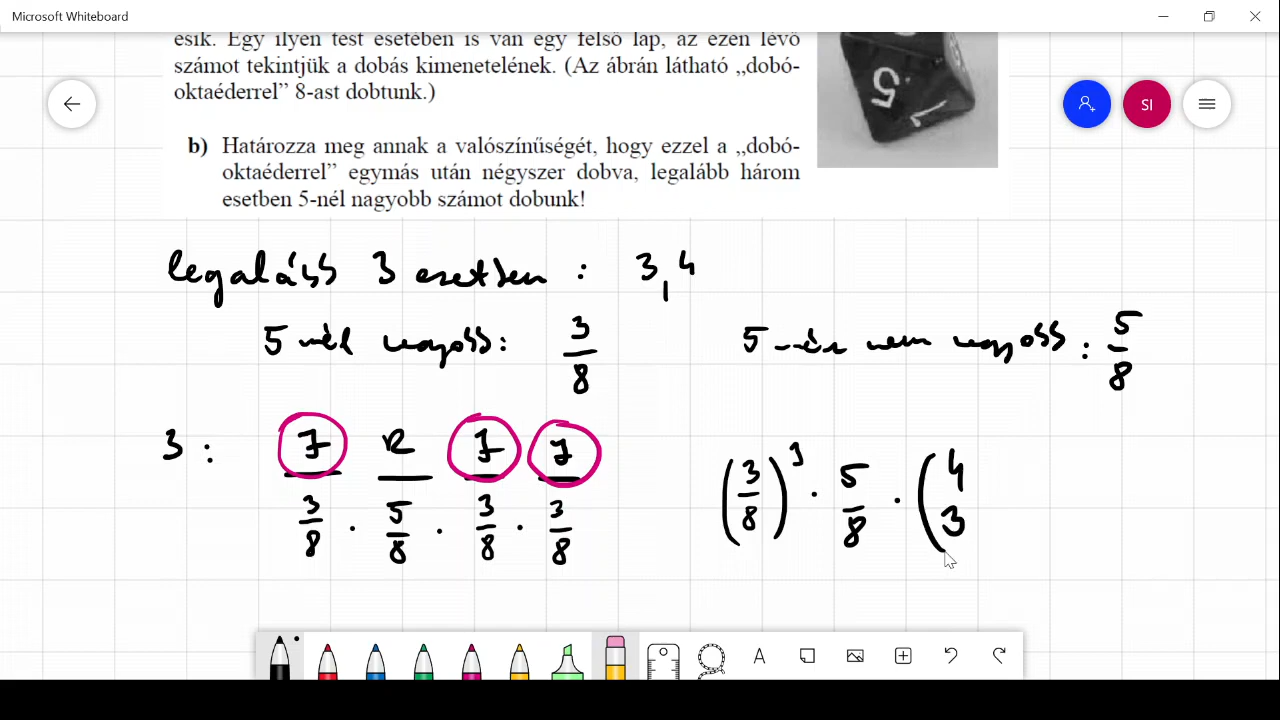 Microsoft Whiteboard
esik. Egy ilyen test esetében is van egy felső lap, az ezen lévő
számot tekintjük a dobás kimenetelének. (Az ábrán látható „dobó-
oktaéderrel” 8-ast dobtunk.)
b) Határozza meg annak a valószínűségét, hogy ezzel a „dobó-
oktaéderrel” egymás után négyszer dobva, legalább három
esetben 5-nél nagyobb számot dobunk!
5
SI
legalább 3 esetben : 3,4
5 nél nagyobb: 3/8
5-nél nem nagyobb : 5/8
3 : J R J J
3/8 · 5/8 · 3/8 · 3/8
(3/8)³ · 5/8 · (4 3
A